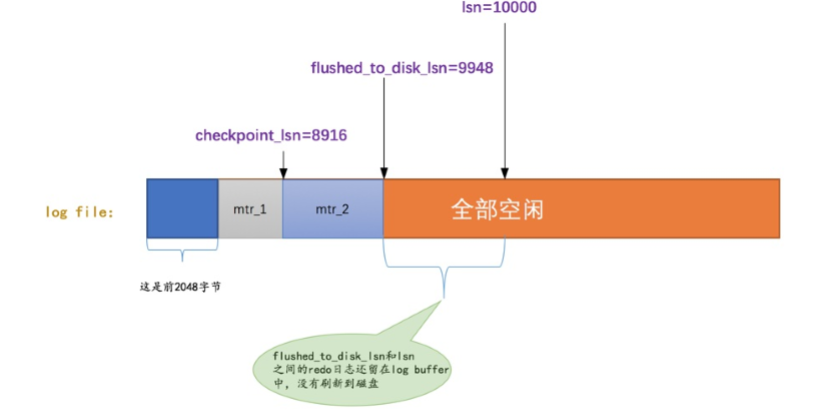 lsn=10000
flushed_to_disk_lsn=9948
checkpoint_lsn=8916
log file:
mtr_1
mtr_2
全部空闲
这是前2048字节
flushed_to_disk_lsn和lsn
之间的redo日志还留在log buffer
中，没有刷新到磁盘